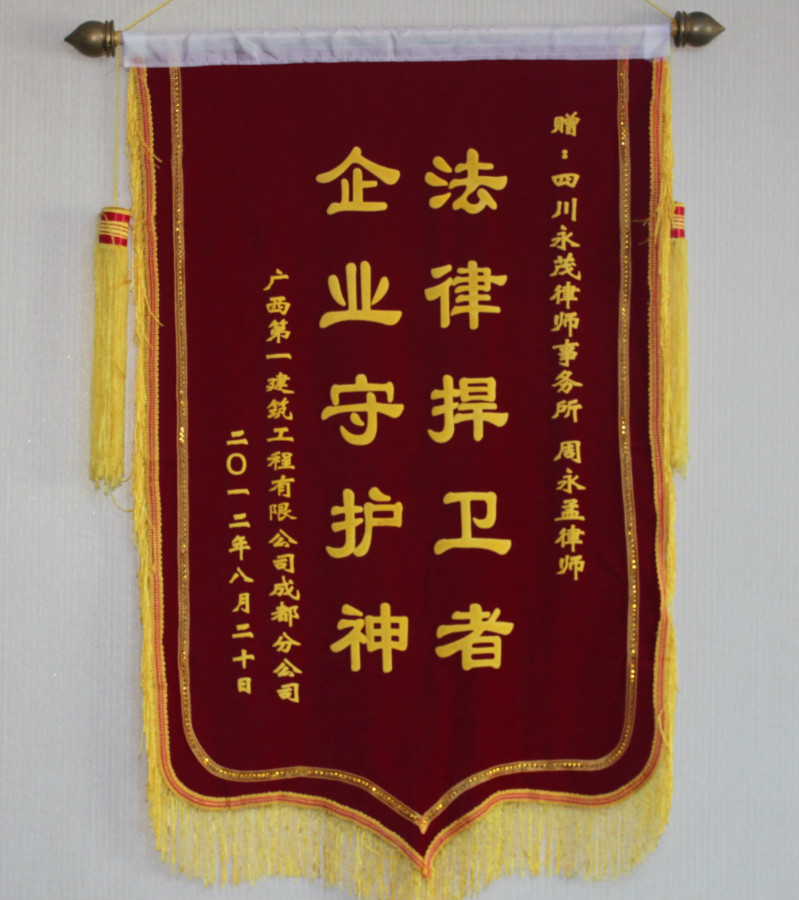 赠：四川永茂律师事务所 周永孟律师
法律捍卫者
企业守护神
广西第一建筑工程有限公司成都分公司
二〇一二年八月二十日